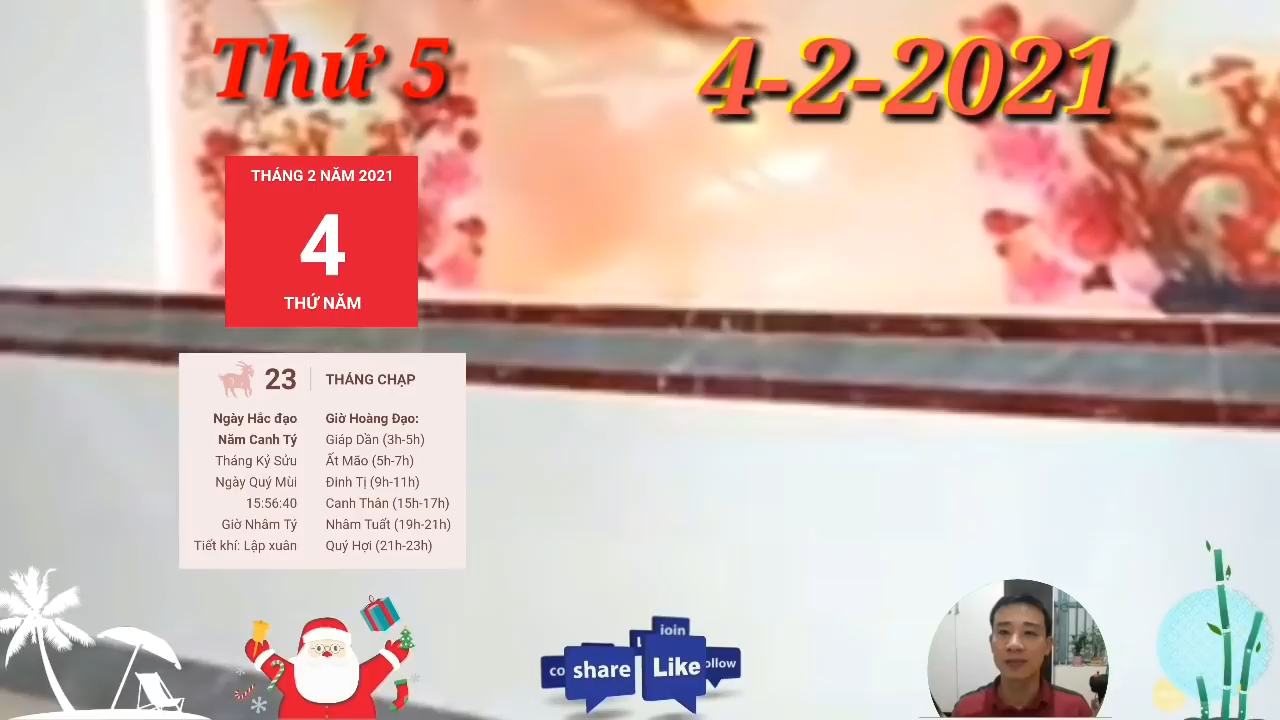 Thứ 5
4-2-2021
THÁNG 2 NĂM 2021
4
THỨ NĂM
23
THÁNG CHẠP
Ngày Hắc đạo
Năm Canh Tý
Tháng Kỷ Sửu
Ngày Quý Mùi
15:56:40
Giờ Nhâm Tý
Tiết khí: Lập xuân
Giờ Hoàng Đạo:
Giáp Dần (3h-5h)
Ất Mão (5h-7h)
Đinh Tị (9h-11h)
Canh Thân (15h-17h)
Nhâm Tuất (19h-21h)
Quý Hợi (21h-23h)
join
co
share
Like
ollow